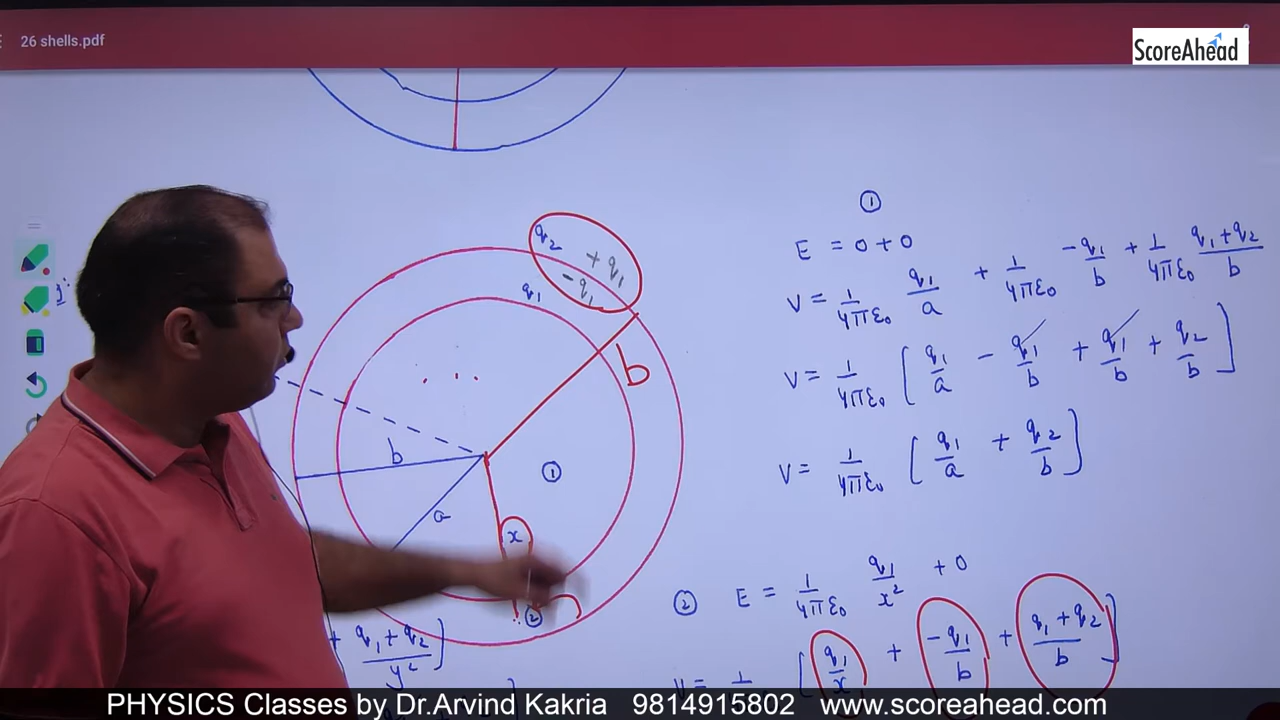 26 shells.pdf
ScoreAhead
①
E = 0 + 0
V = 1/4πε₀ q₁/a + 1/4πε₀ -q₁/b + 1/4πε₀ q₁+q₂/b
V = 1/4πε₀ [ q₁/a - q₁/b + q₁/b + q₂/b ]
V = 1/4πε₀ [ q₁/a + q₂/b ]
② E = 1/4πε₀ q₁/x² + 0
[ q₁/x + -q₁/b + q₁+q₂/b ]
q₂
+q₁
-q₁
q₁
b
b
①
a
x
②
+ q₁+q₂/y² ]
PHYSICS Classes by Dr.Arvind Kakria 9814915802 www.scoreahead.com